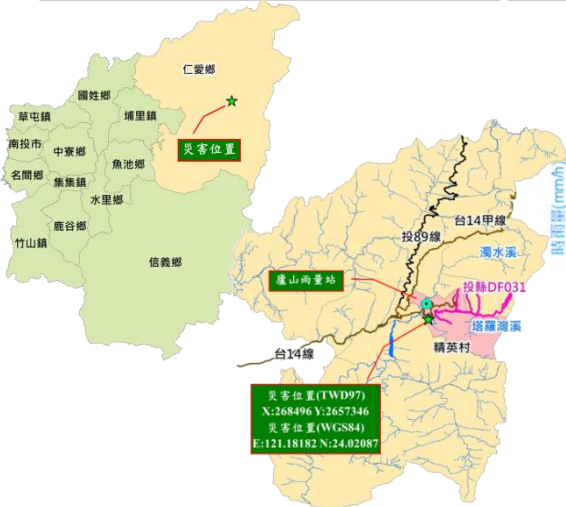 仁愛鄉
國姓鄉
草屯鎮
埔里鎮
災害位置
南投市
中寮鄉
魚池鄉
名間鄉
集集鎮
水里鄉
鹿谷鄉
竹山鎮
信義鄉
時雨量(mm/h)
台14甲線
投89線
濁水溪
廬山雨量站
投縣DF031
塔羅灣溪
精英村
台14線
災害位置(TWD97)
X:268496 Y:2657346
災害位置(WGS84)
E:121.18182 N:24.02087